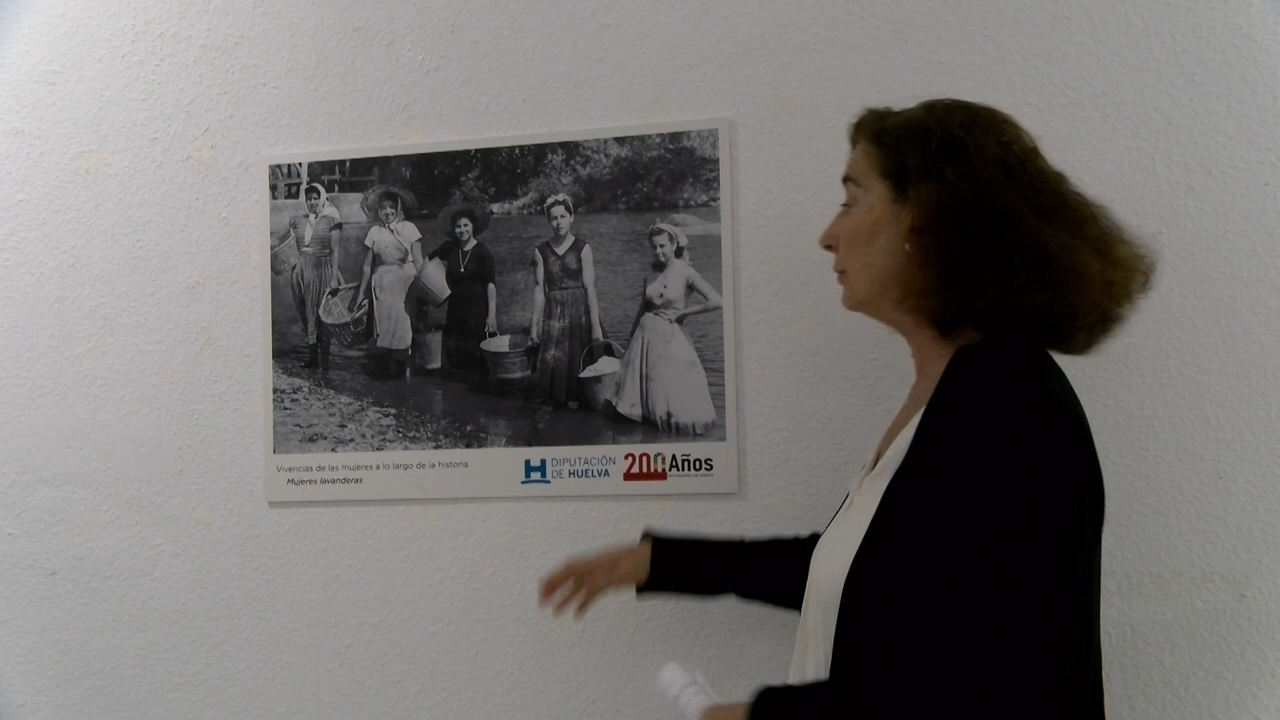 Vivencias de las mujeres a lo largo de la historia
Mujeres lavanderas
DIPUTACIÓN
DE HUELVA
200 Años